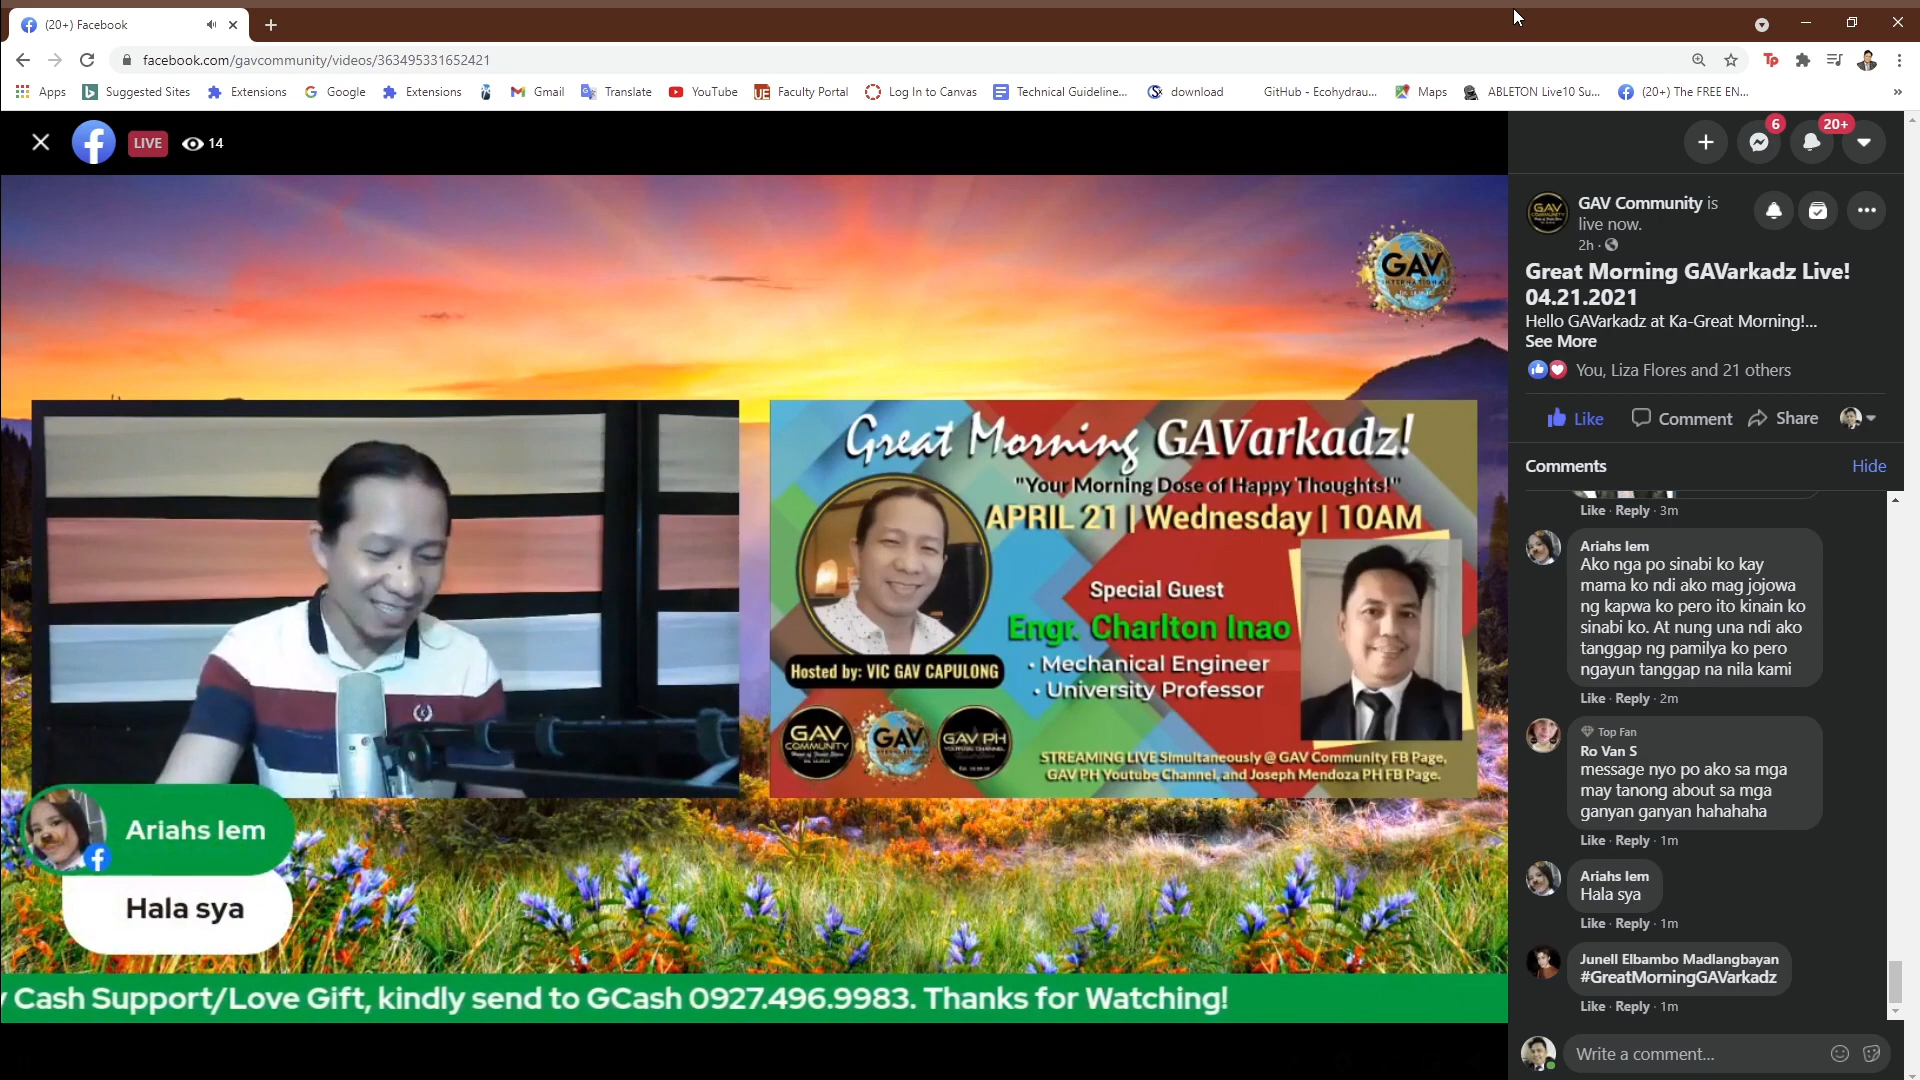 (20+) Facebook
facebook.com/gavcommunity/videos/363495331652421
Apps Suggested Sites Extensions Google Extensions Gmail Translate YouTube Faculty Portal Log In to Canvas Technical Guideline... download GitHub - Ecohydrau... Maps ABLETON Live10 Su... (20+) The FREE EN...
LIVE 14
6 20+
GAV
INTERNATIONAL
Great Morning GAVarkadz!
"Your Morning Dose of Happy Thoughts!"
APRIL 21 | Wednesday | 10AM
Special Guest
Engr. Charlton Inao
• Mechanical Engineer
• University Professor
Hosted by: VIC GAV CAPULONG
GAV
COMMUNITY
GAV
GAV PH
STREAMING LIVE Simultaneously @ GAV Community FB Page,
GAV PH Youtube Channel, and Joseph Mendoza PH FB Page.
Ariahs Iem
Hala sya
Cash Support/Love Gift, kindly send to GCash 0927.496.9983. Thanks for Watching!
GAV
COMMUNITY
GAV Community is
live now.
2h ·
Great Morning GAVarkadz Live!
04.21.2021
Hello GAVarkadz at Ka-Great Morning!...
See More
You, Liza Flores and 21 others
Like Comment Share
Comments Hide
Like · Reply · 3m
Ariahs Iem
Ako nga po sinabi ko kay
mama ko ndi ako mag jojowa
ng kapwa ko pero ito kinain ko
sinabi ko. At nung una ndi ako
tanggap ng pamilya ko pero
ngayun tanggap na nila kami
Like · Reply · 2m
Top Fan
Ro Van S
message nyo po ako sa mga
may tanong about sa mga
ganyan ganyan hahahaha
Like · Reply · 1m
Ariahs Iem
Hala sya
Like · Reply · 1m
Junell Elbambo Madlangbayan
#GreatMorningGAVarkadz
Like · Reply · 1m
Write a comment...